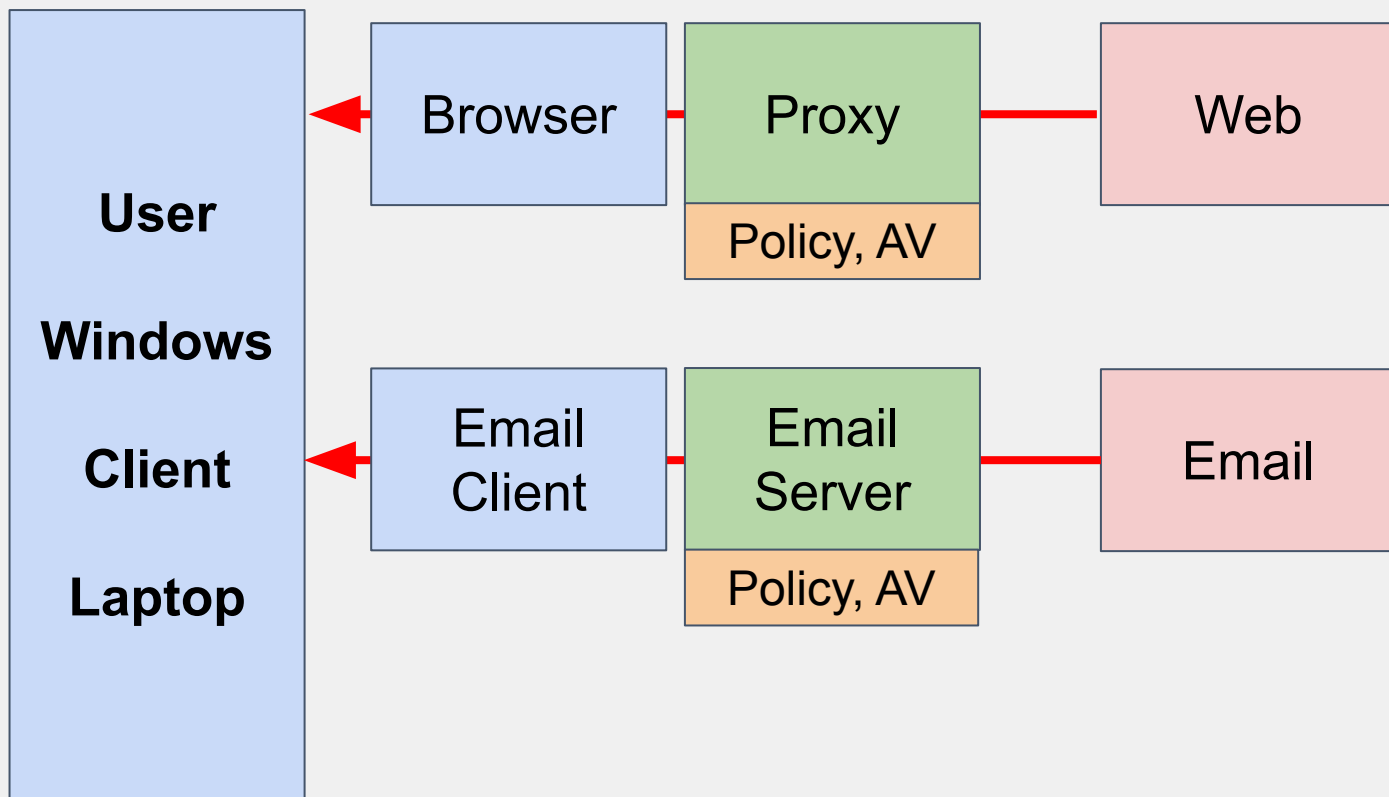 User
Windows
Client
Laptop
Browser
Proxy
Web
Policy, AV
Email
Client
Email
Server
Email
Policy, AV